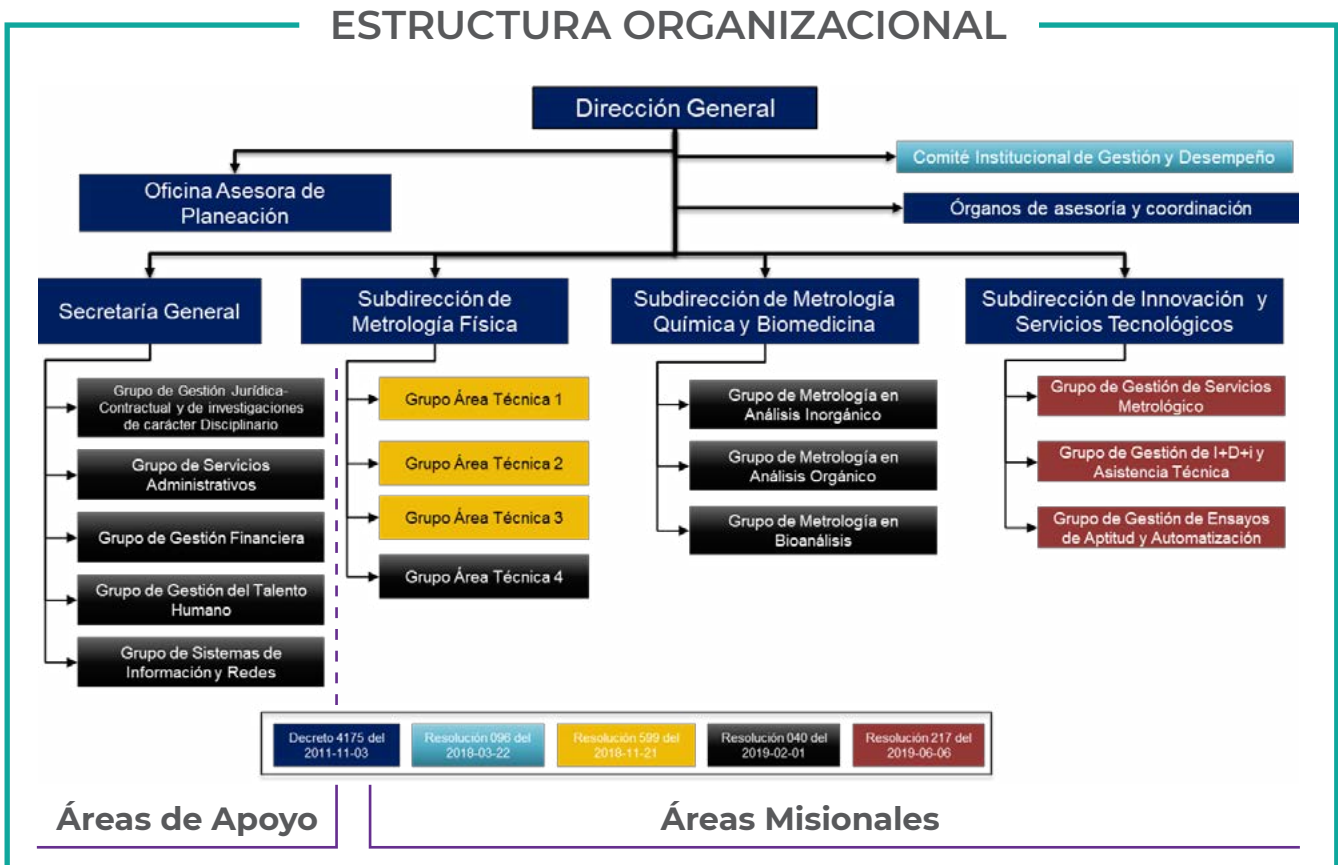 ESTRUCTURA ORGANIZACIONAL
Dirección General
Comité Institucional de Gestión y Desempeño
Oficina Asesora de
Planeación
Órganos de asesoría y coordinación
Secretaría General
Subdirección de
Metrología Física
Subdirección de Metrología
Química y Biomedicina
Subdirección de Innovación y
Servicios Tecnológicos
Grupo de Gestión Jurídica-
Contractual y de investigaciones
de carácter Disciplinario
Grupo de Servicios
Administrativos
Grupo de Gestión Financiera
Grupo de Gestión del Talento
Humano
Grupo de Sistemas de
Información y Redes
Grupo Área Técnica 1
Grupo Área Técnica 2
Grupo Área Técnica 3
Grupo Área Técnica 4
Grupo de Metrología en
Análisis Inorgánico
Grupo de Metrología en
Análisis Orgánico
Grupo de Metrología en
Bioanálisis
Grupo de Gestión de Servicios
Metrológico
Grupo de Gestión de I+D+i y
Asistencia Técnica
Grupo de Gestión de Ensayos
de Aptitud y Automatización
Decreto 4175 del
2011-11-03
Resolución 096 del
2018-03-22
Resolución 599 del
2018-11-21
Resolución 040 del
2019-02-01
Resolución 217 del
2019-06-06
Áreas de Apoyo
Áreas Misionales